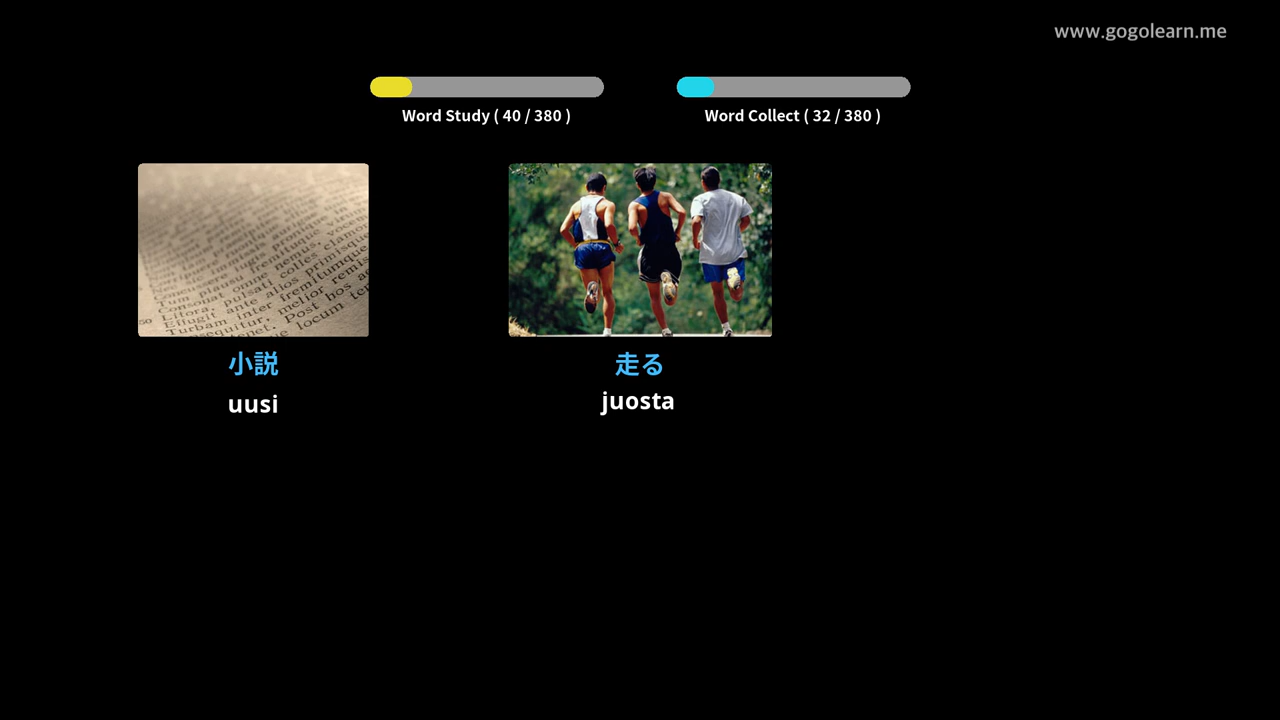 www.gogolearn.me
Word Study ( 40 / 380 )
Word Collect ( 32 / 380 )
小説
uusi
走る
juosta